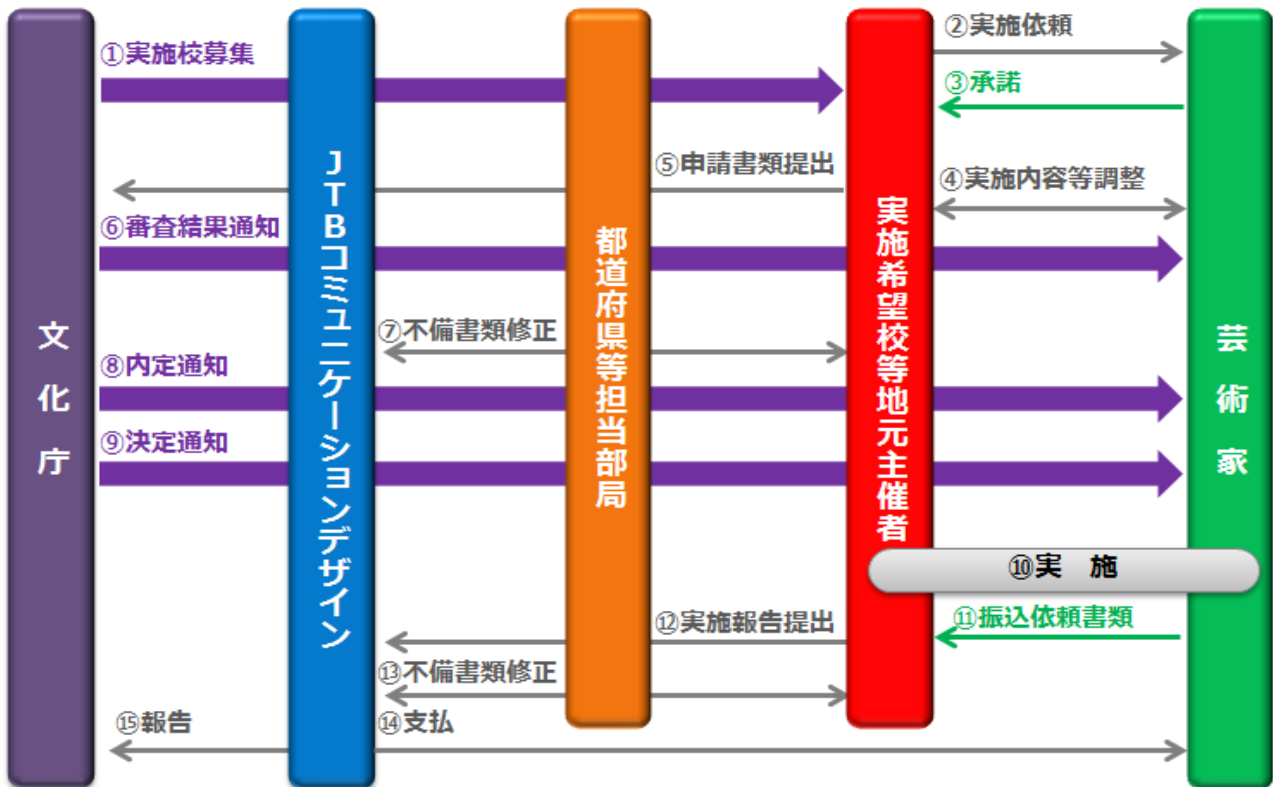 ②実施依頼
①実施校募集
③承諾
⑤申請書類提出
④実施内容等調整
⑥審査結果通知
⑦不備書類修正
⑧内定通知
⑨決定通知
⑩実　施
⑪振込依頼書類
⑫実施報告提出
⑬不備書類修正
⑮報告
⑭支払
文化庁
JTBコミュニケーションデザイン
都道府県等担当部局
実施希望校等地元主催者
芸術家